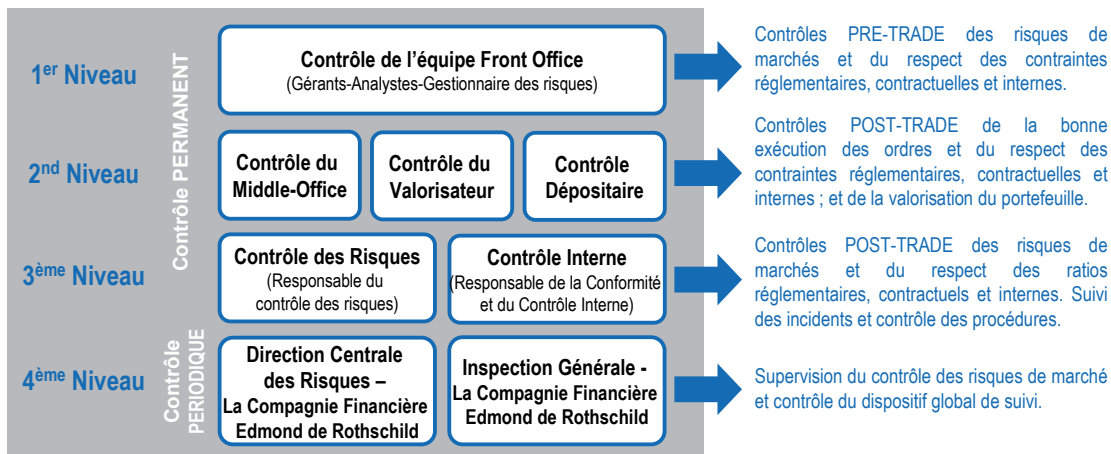 Contrôle PERMANENT
1er Niveau
Contrôle de l'équipe Front Office
(Gérants-Analystes-Gestionnaire des risques)
Contrôles PRE-TRADE des risques de
marchés et du respect des contraintes
réglementaires, contractuelles et internes.
2nd Niveau
Contrôle du
Middle-Office
Contrôle du
Valorisateur
Contrôle
Dépositaire
Contrôles POST-TRADE de la bonne
exécution des ordres et du respect des
contraintes réglementaires, contractuelles et
internes ; et de la valorisation du portefeuille.
3ème Niveau
Contrôle des Risques
(Responsable du
contrôle des risques)
Contrôle Interne
(Responsable de la Conformité
et du Contrôle Interne)
Contrôles POST-TRADE des risques de
marchés et du respect des ratios
réglementaires, contractuels et internes. Suivi
des incidents et contrôle des procédures.
Contrôle
PERIODIQUE
4ème Niveau
Direction Centrale
des Risques –
La Compagnie Financière
Edmond de Rothschild
Inspection Générale -
La Compagnie Financière
Edmond de Rothschild
Supervision du contrôle des risques de marché
et contrôle du dispositif global de suivi.